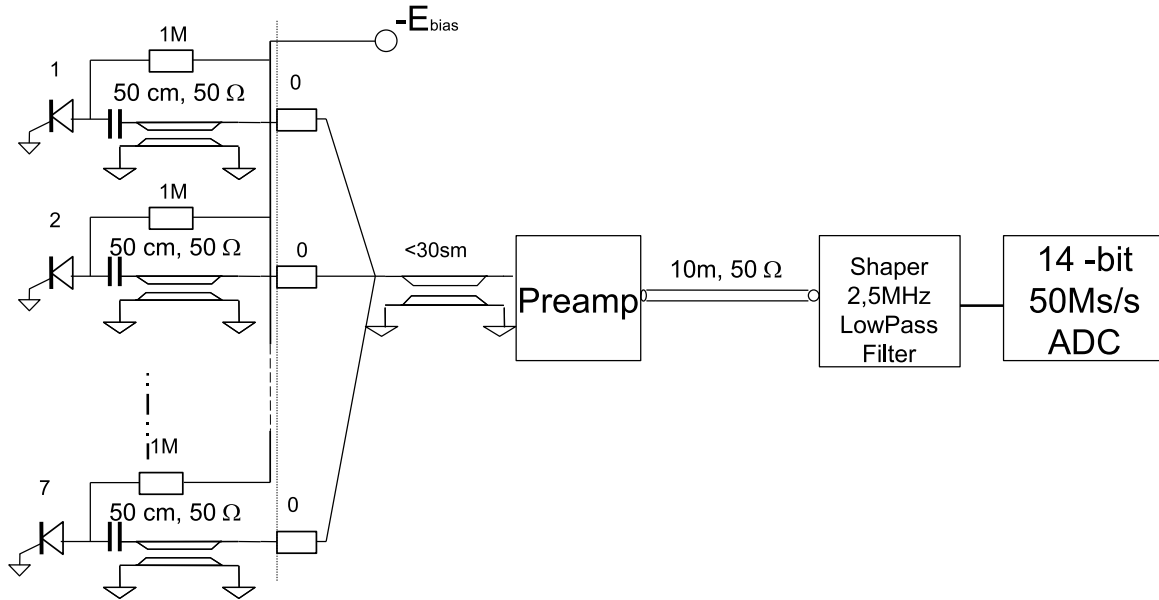 -Ebias
1M
1
50 cm, 50 Ω
0
1M
2
50 cm, 50 Ω
0
<30sm
Preamp
10m, 50 Ω
Shaper
2,5MHz
LowPass
Filter
14 -bit
50Ms/s
ADC
1M
7
50 cm, 50 Ω
0